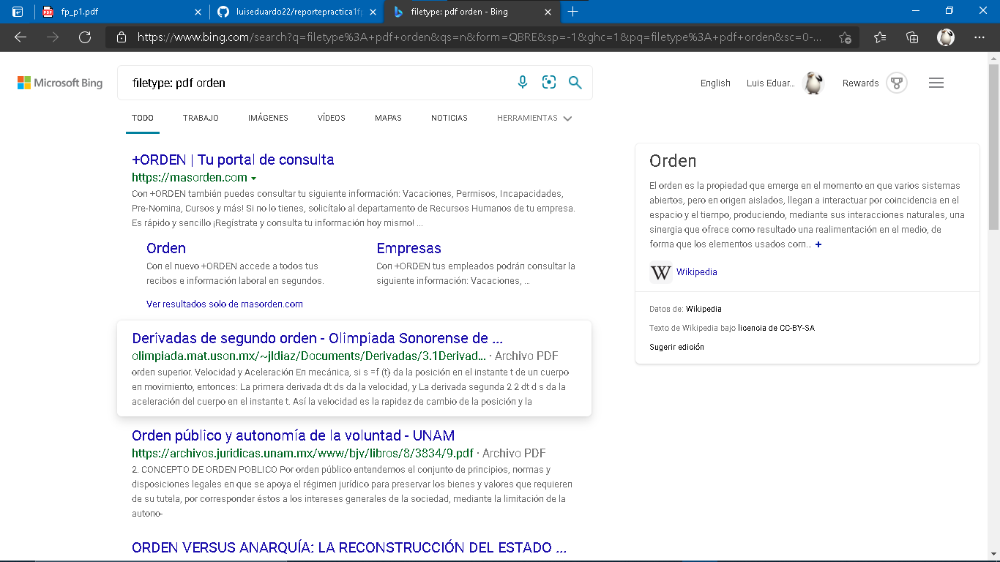 fp_p1.pdf
luiseduardo22/reportepractica1f
filetype: pdf orden - Bing
https://www.bing.com/search?q=filetype%3A+pdf+orden&qs=n&form=QBRE&sp=-1&ghc=1&pq=filetype%3A+pdf+orden&sc=0-...
Microsoft Bing
filetype: pdf orden
English
Luis Eduar...
Rewards
TODO
TRABAJO
IMÁGENES
VÍDEOS
MAPAS
NOTICIAS
HERRAMIENTAS
+ORDEN | Tu portal de consulta
https://masorden.com
Con +ORDEN también puedes consultar tu siguiente información: Vacaciones, Permisos, Incapacidades,
Pre-Nomina, Cursos y más! Si no lo tienes, solicítalo al departamento de Recursos Humanos de tu empresa.
Es rápido y sencillo ¡Regístrate y consulta tu información hoy mismo! ...
Orden
Con el nuevo +ORDEN accede a todos tus
recibos e información laboral en segundos.
Empresas
Con +ORDEN tus empleados podrán consultar la
siguiente información: Vacaciones, ...
Ver resultados solo de masorden.com
Derivadas de segundo orden - Olimpiada Sonorense de ...
olimpiada.mat.uson.mx/~jldiaz/Documents/Derivadas/3.1Derivad... · Archivo PDF
orden superior. Velocidad y Aceleración En mecánica, si s =f (t) da la posición en el instante t de un cuerpo
en movimiento, entonces: La primera derivada dt ds da la velocidad, y La derivada segunda 2 2 dt d s da la
aceleración del cuerpo en el instante t. Así la velocidad es la rapidez de cambio de la posición y la
Orden público y autonomía de la voluntad - UNAM
https://archivos.juridicas.unam.mx/www/bjv/libros/8/3834/9.pdf · Archivo PDF
2. CONCEPTO DE ORDEN POBLICO Por orden público entendemos el conjunto de principios, normas y
disposiciones legales en que se apoya el régimen jurídico para preservar los bienes y valores que requieren
de su tutela, por corresponder éstos a los intereses generales de la sociedad, mediante la limitación de la
autono-
ORDEN VERSUS ANARQUÍA: LA RECONSTRUCCIÓN DEL ESTADO ...
Orden
El orden es la propiedad que emerge en el momento en que varios sistemas
abiertos, pero en origen aislados, llegan a interactuar por coincidencia en el
espacio y el tiempo, produciendo, mediante sus interacciones naturales, una
sinergia que ofrece como resultado una realimentación en el medio, de
forma que los elementos usados com... +
W Wikipedia
Datos de: Wikipedia
Texto de Wikipedia bajo licencia de CC-BY-SA
Sugerir edición